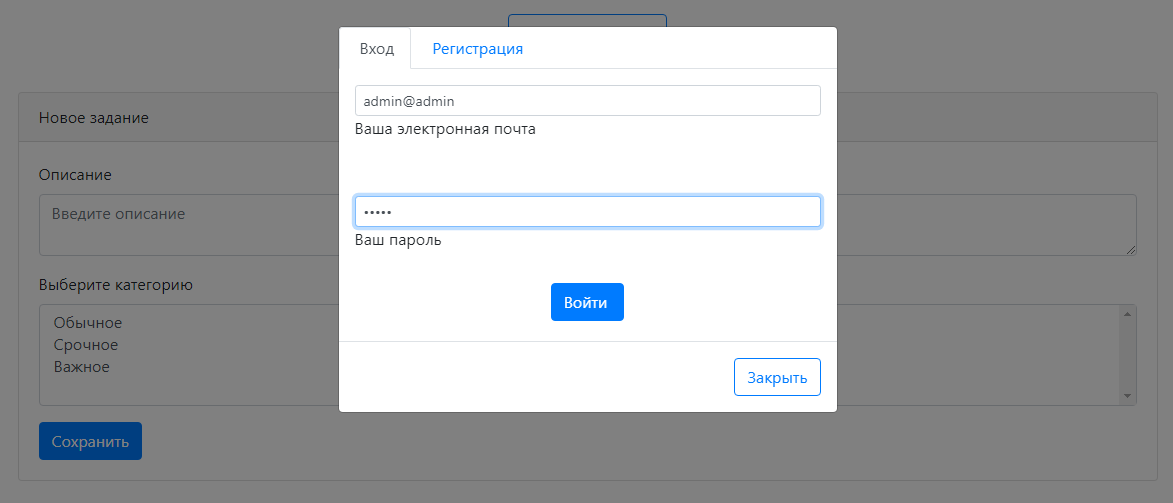 Вход
Регистрация
admin@admin
Ваша электронная почта
•••••
Ваш пароль
Войти
Закрыть
Новое задание
Описание
Введите описание
Выберите категорию
Обычное
Срочное
Важное
Сохранить